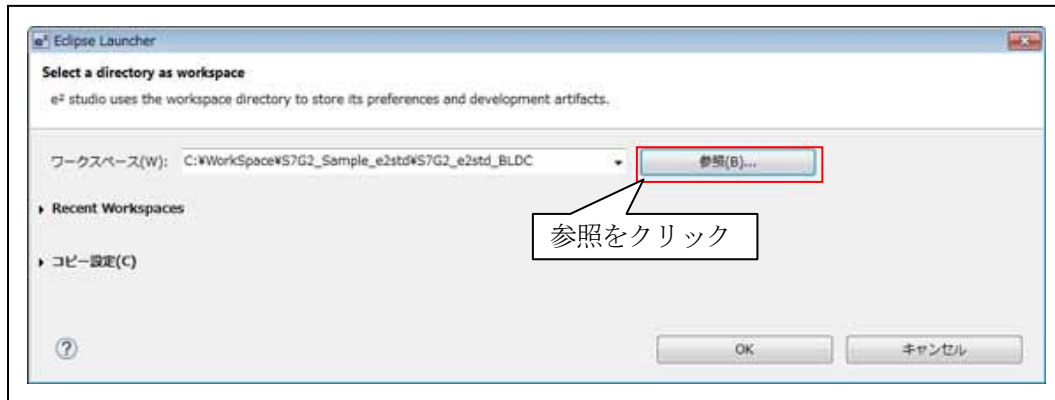 e² Eclipse Launcher
Select a directory as workspace
e² studio uses the workspace directory to store its preferences and development artifacts.
ワークスペース(W): C:¥WorkSpace¥S7G2_Sample_e2std¥S7G2_e2std_BLDC 参照(B)...
Recent Workspaces
参照をクリック
コピー設定(C)
? OK キャンセル